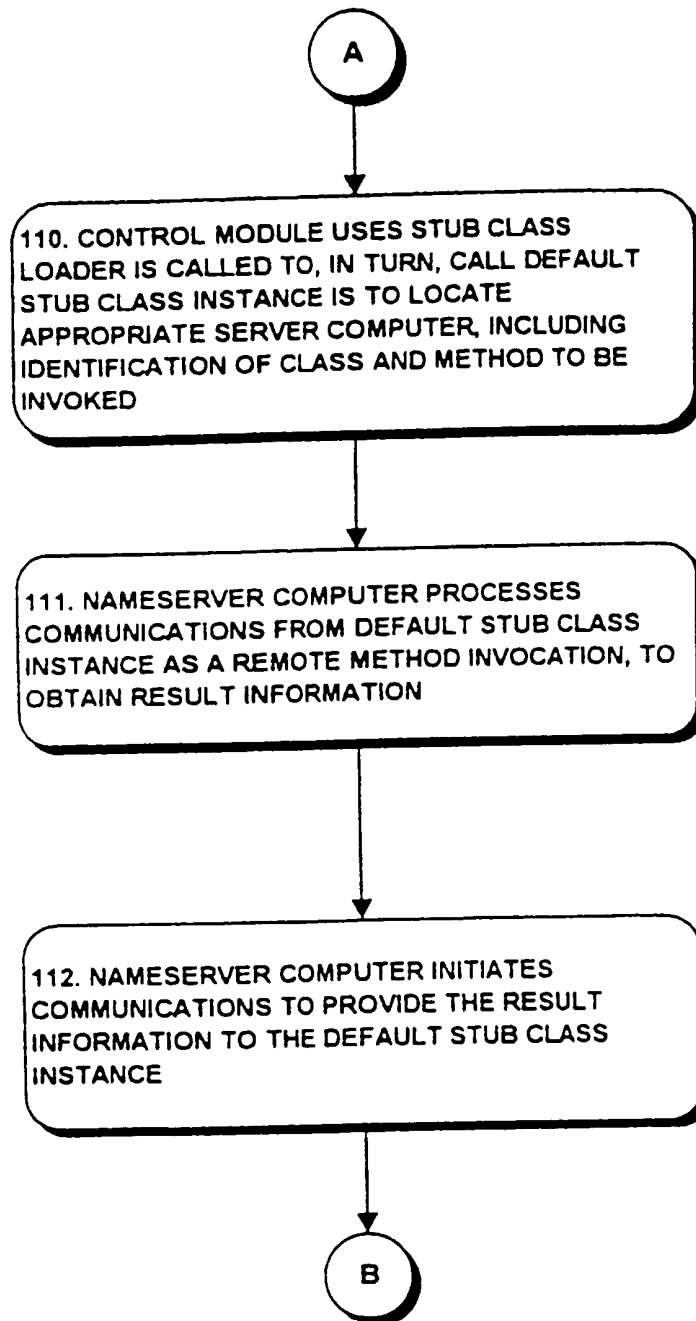 A
110. CONTROL MODULE USES STUB CLASS
LOADER IS CALLED TO, IN TURN, CALL DEFAULT
STUB CLASS INSTANCE IS TO LOCATE
APPROPRIATE SERVER COMPUTER, INCLUDING
IDENTIFICATION OF CLASS AND METHOD TO BE
INVOKED
111. NAMESERVER COMPUTER PROCESSES
COMMUNICATIONS FROM DEFAULT STUB CLASS
INSTANCE AS A REMOTE METHOD INVOCATION, TO
OBTAIN RESULT INFORMATION
112. NAMESERVER COMPUTER INITIATES
COMMUNICATIONS TO PROVIDE THE RESULT
INFORMATION TO THE DEFAULT STUB CLASS
INSTANCE
B